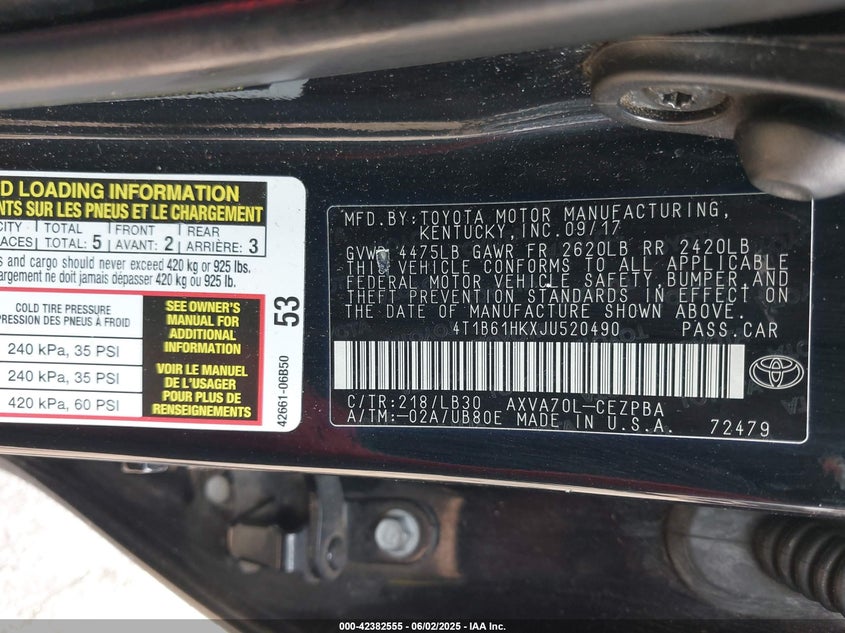 D LOADING INFORMATION
NTS SUR LES PNEUS ET LE CHARGEMENT
CITY TOTAL FRONT REAR
LACES TOTAL: 5 AVANT: 2 ARRIÈRE: 3
s and cargo should never exceed 420 kg or 925 lbs.
hargement ne doit jamais dépasser 420 kg ou 925 lb.
COLD TIRE PRESSURE
PRESSION DES PNEUS À FROID
240 kPa, 35 PSI
240 kPa, 35 PSI
420 kPa, 60 PSI
SEE OWNER'S
MANUAL FOR
ADDITIONAL
INFORMATION
VOIR LE MANUEL
DE L'USAGER
POUR PLUS DE
RENSEIGNEMENTS
53
42661-06B50
MFD.BY:TOYOTA MOTOR MANUFACTURING,
KENTUCKY,INC.09/17
GVWR 4475LB GAWR FR 2620LB RR 2420LB
THIS VEHICLE CONFORMS TO ALL APPLICABLE
FEDERAL MOTOR VEHICLE SAFETY,BUMPER,AND
THEFT PREVENTION STANDARDS IN EFFECT ON
THE DATE OF MANUFACTURE SHOWN ABOVE.
4T1B61HKXJU520490 PASS.CAR
C/TR:218/LB30 AXVA70L-CEZPBA
A/TM:-02A/UB80E MADE IN U.S.A.
72479
000-42382555 - 06/02/2025 - IAA Inc.